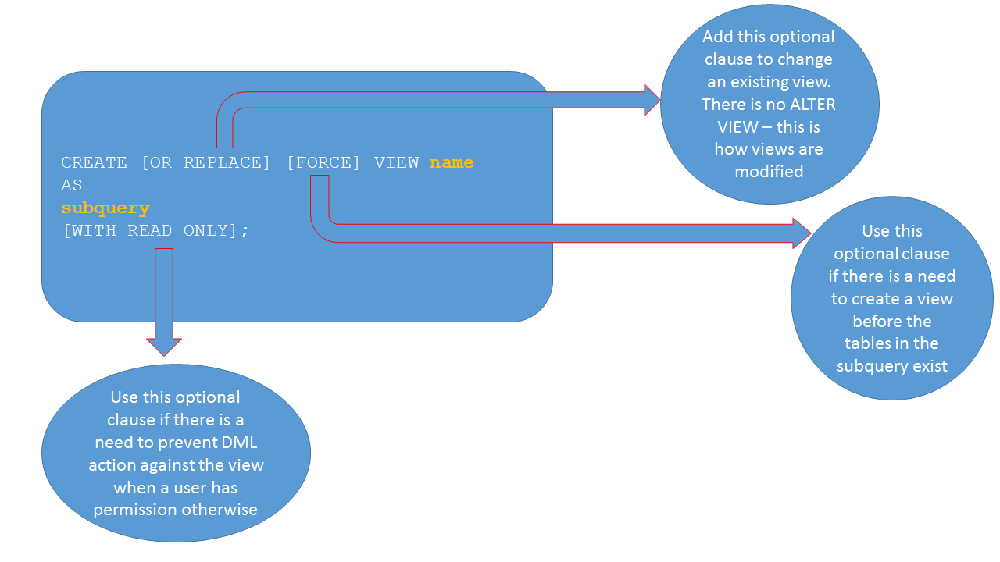 Add this optional
clause to change
an existing view.
There is no ALTER
VIEW – this is
how views are
modified
CREATE [OR REPLACE] [FORCE] VIEW name
AS
subquery
[WITH READ ONLY];
Use this
optional clause
if there is a need
to create a view
before the
tables in the
subquery exist
Use this optional
clause if there is a
need to prevent DML
action against the view
when a user has
permission otherwise